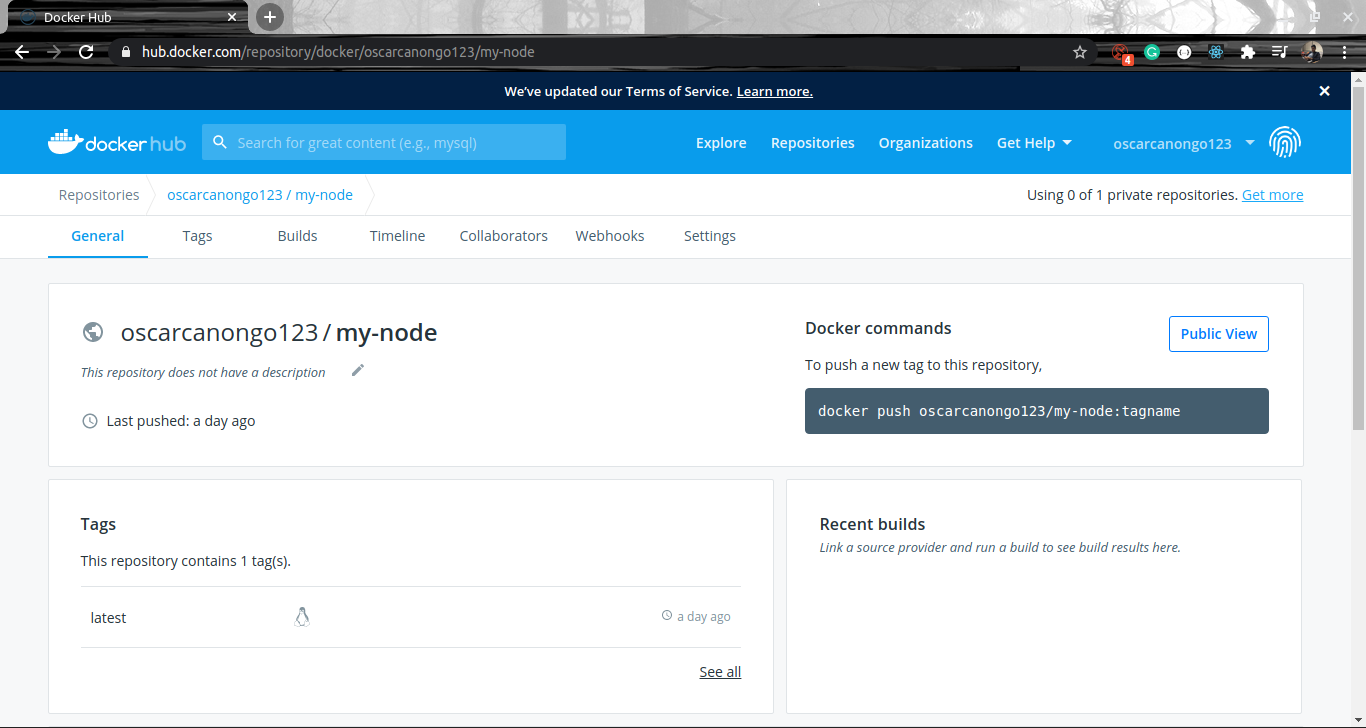 Docker Hub
hub.docker.com/repository/docker/oscarcanongo123/my-node
4
We've updated our Terms of Service. Learn more.
docker hub
Search for great content (e.g., mysql)
Explore
Repositories
Organizations
Get Help
oscarcanongo123
Repositories
oscarcanongo123 / my-node
Using 0 of 1 private repositories. Get more
General
Tags
Builds
Timeline
Collaborators
Webhooks
Settings
oscarcanongo123 / my-node
This repository does not have a description
Last pushed: a day ago
Docker commands
Public View
To push a new tag to this repository,
docker push oscarcanongo123/my-node:tagname
Tags
This repository contains 1 tag(s).
latest
a day ago
See all
Recent builds
Link a source provider and run a build to see build results here.